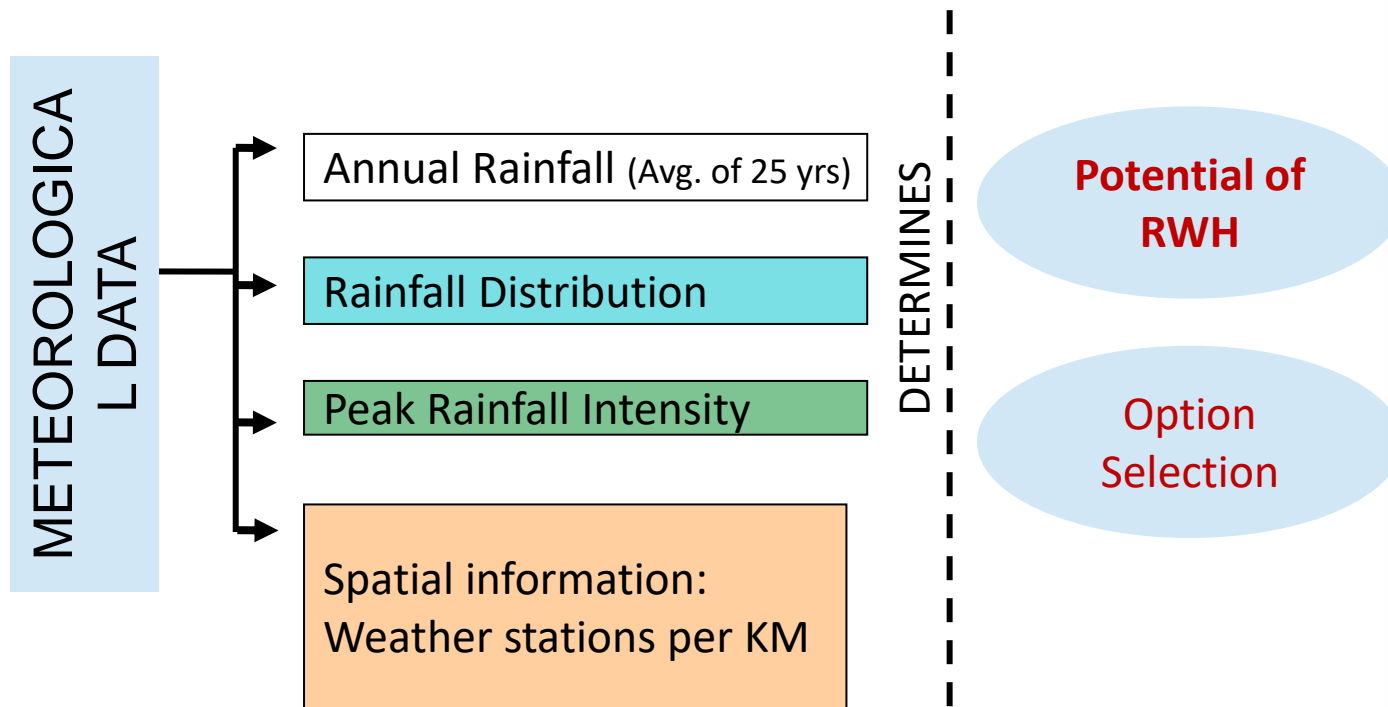 METEOROLOGICA
L DATA
Annual Rainfall (Avg. of 25 yrs)
Rainfall Distribution
Peak Rainfall Intensity
Spatial information:
Weather stations per KM
DETERMINES
Potential of
RWH
Option
Selection